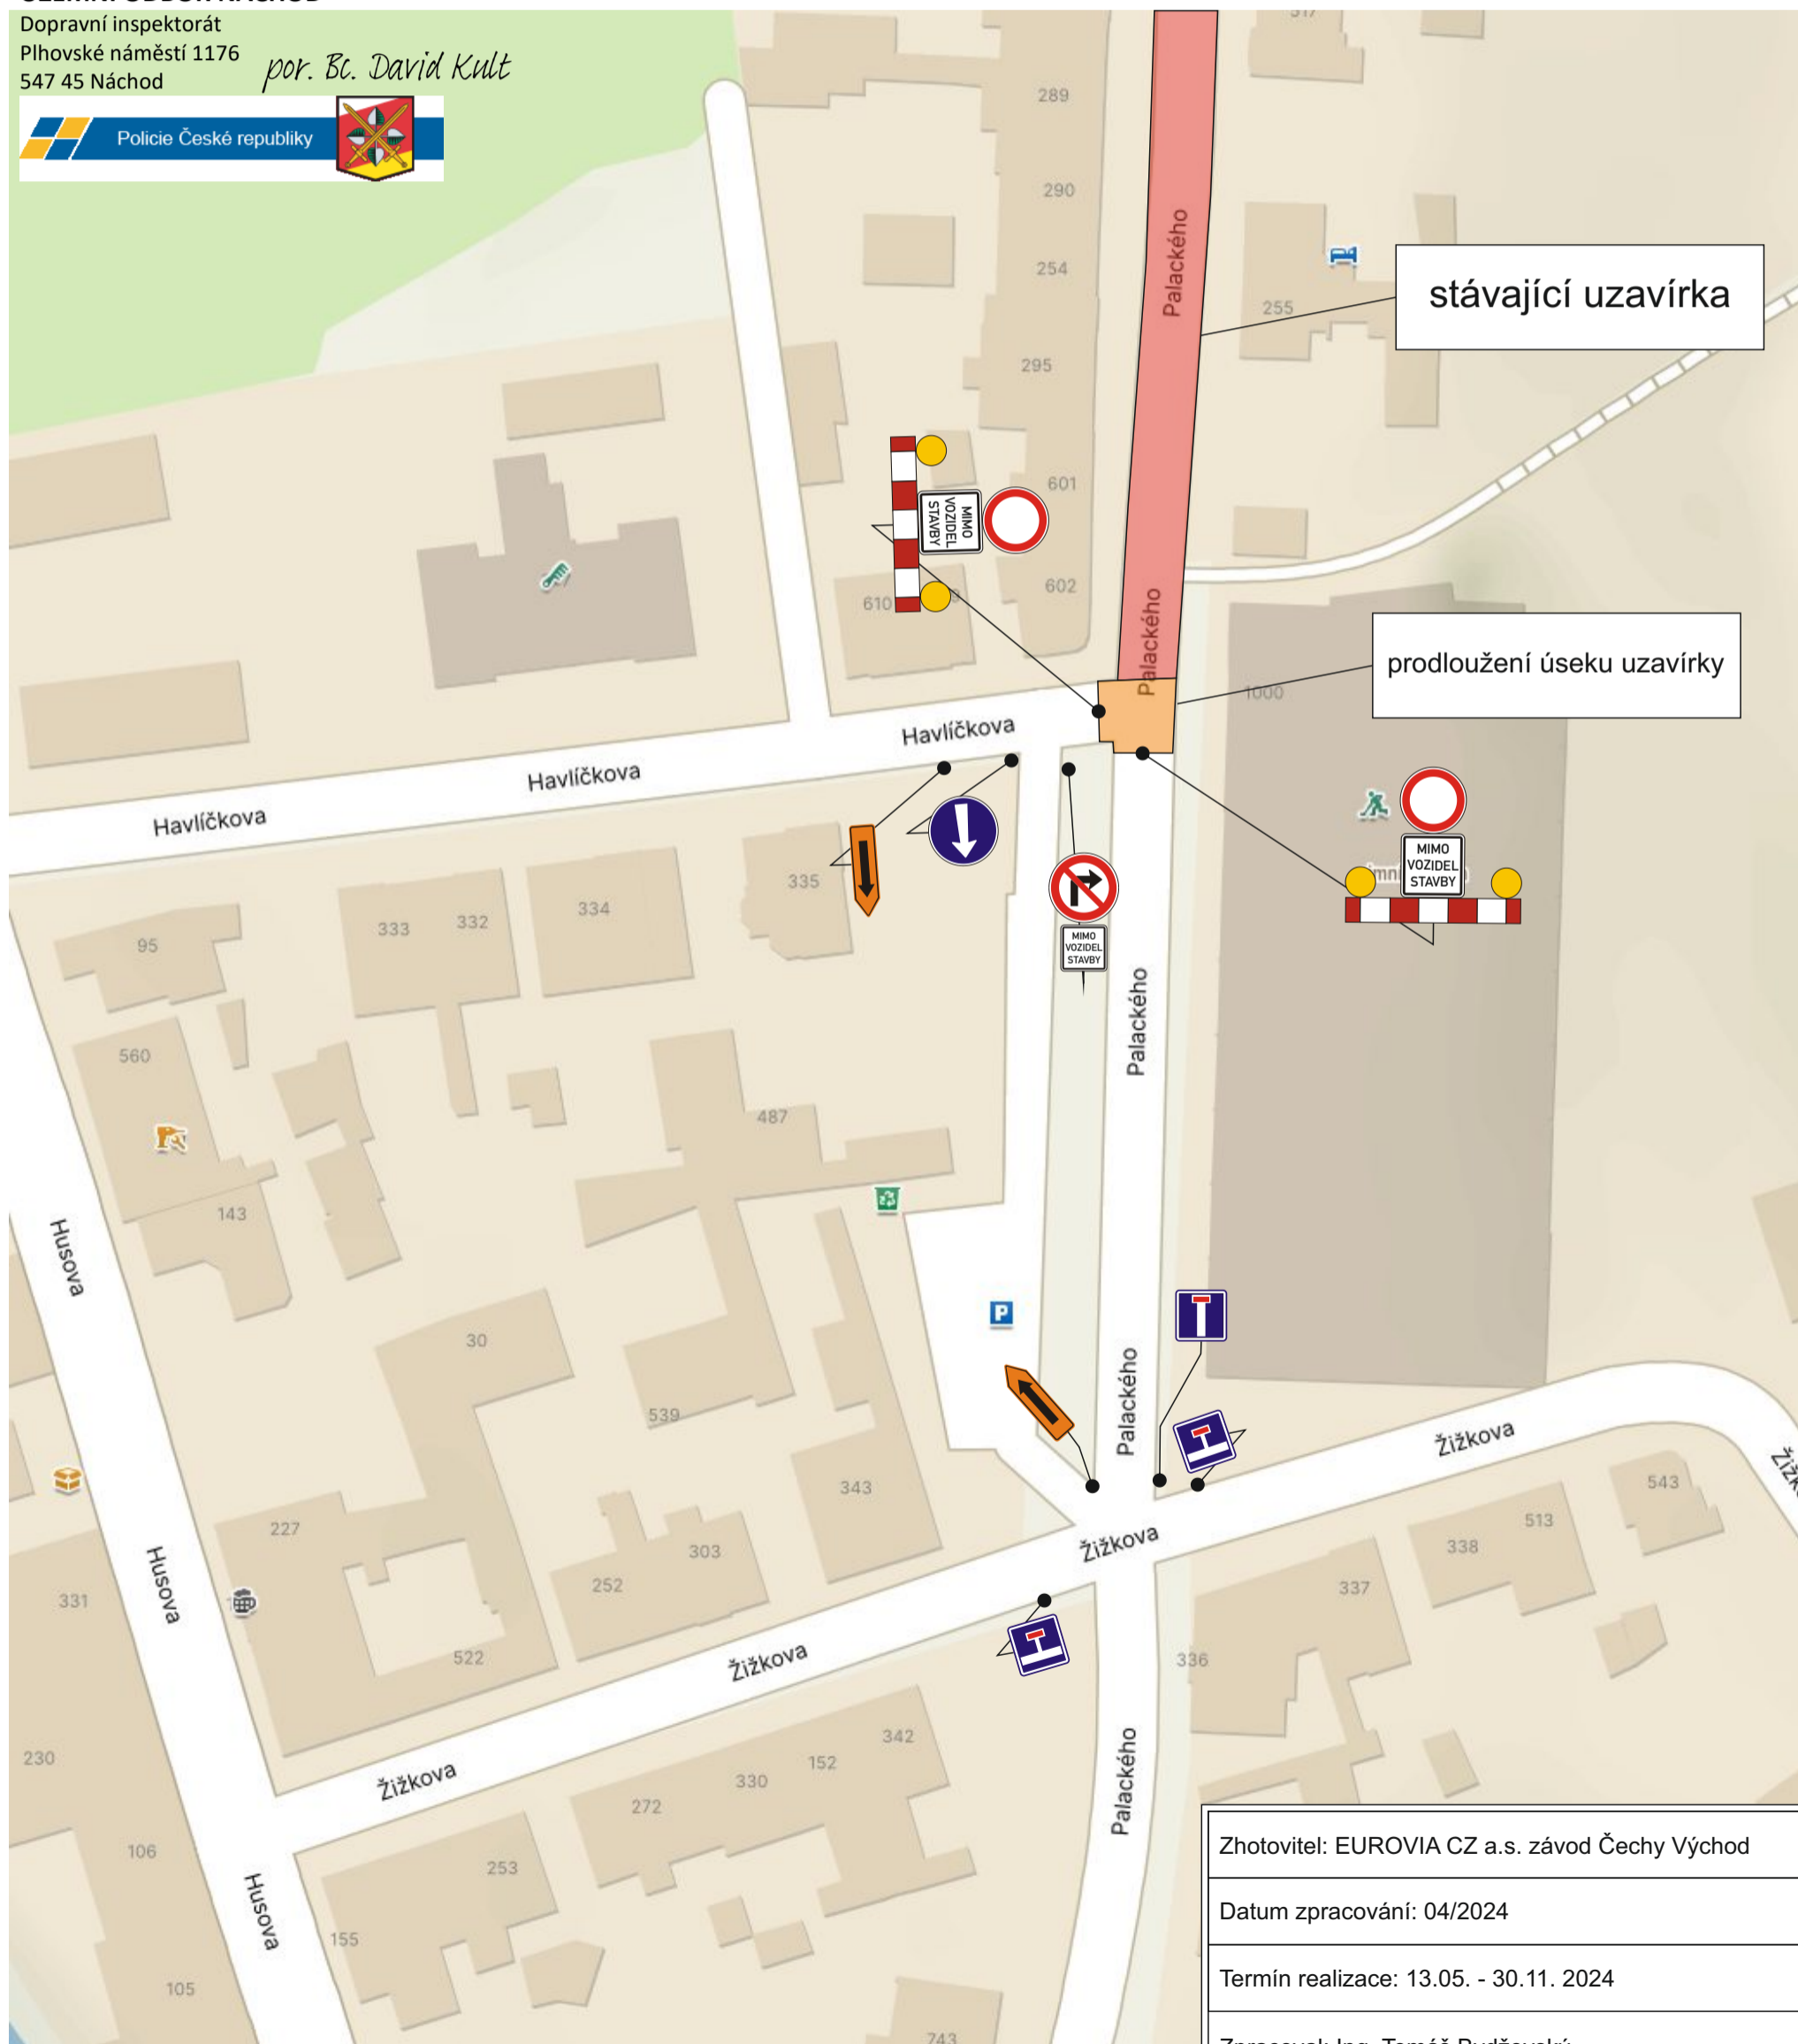 ÚZEMNÍ ODBOR NÁCHOD
Dopravní inspektorát
Plhovské náměstí 1176
547 45 Náchod
por. Bc. David Kult
Policie České republiky
289
290
254
295
601
602
610
255
Palackého
stávající uzavírka
MIMO
VOZIDEL
STAVBY
Palackého
prodloužení úseku uzavírky
1000
Havlíčkova
Havlíčkova
Havlíčkova
MIMO
VOZIDEL
STAVBY
335
334
333
332
95
MIMO
VOZIDEL
STAVBY
Palackého
560
487
143
Husova
P
30
Palackého
539
343
Žižkova
543
513
338
337
227
303
252
Žižkova
331
Husova
522
Žižkova
336
230
342
152
330
272
Žižkova
Palackého
106
253
Husova
155
105
743
Zhotovitel: EUROVIA CZ a.s. závod Čechy Východ
Datum zpracování: 04/2024
Termín realizace: 13.05. - 30.11. 2024